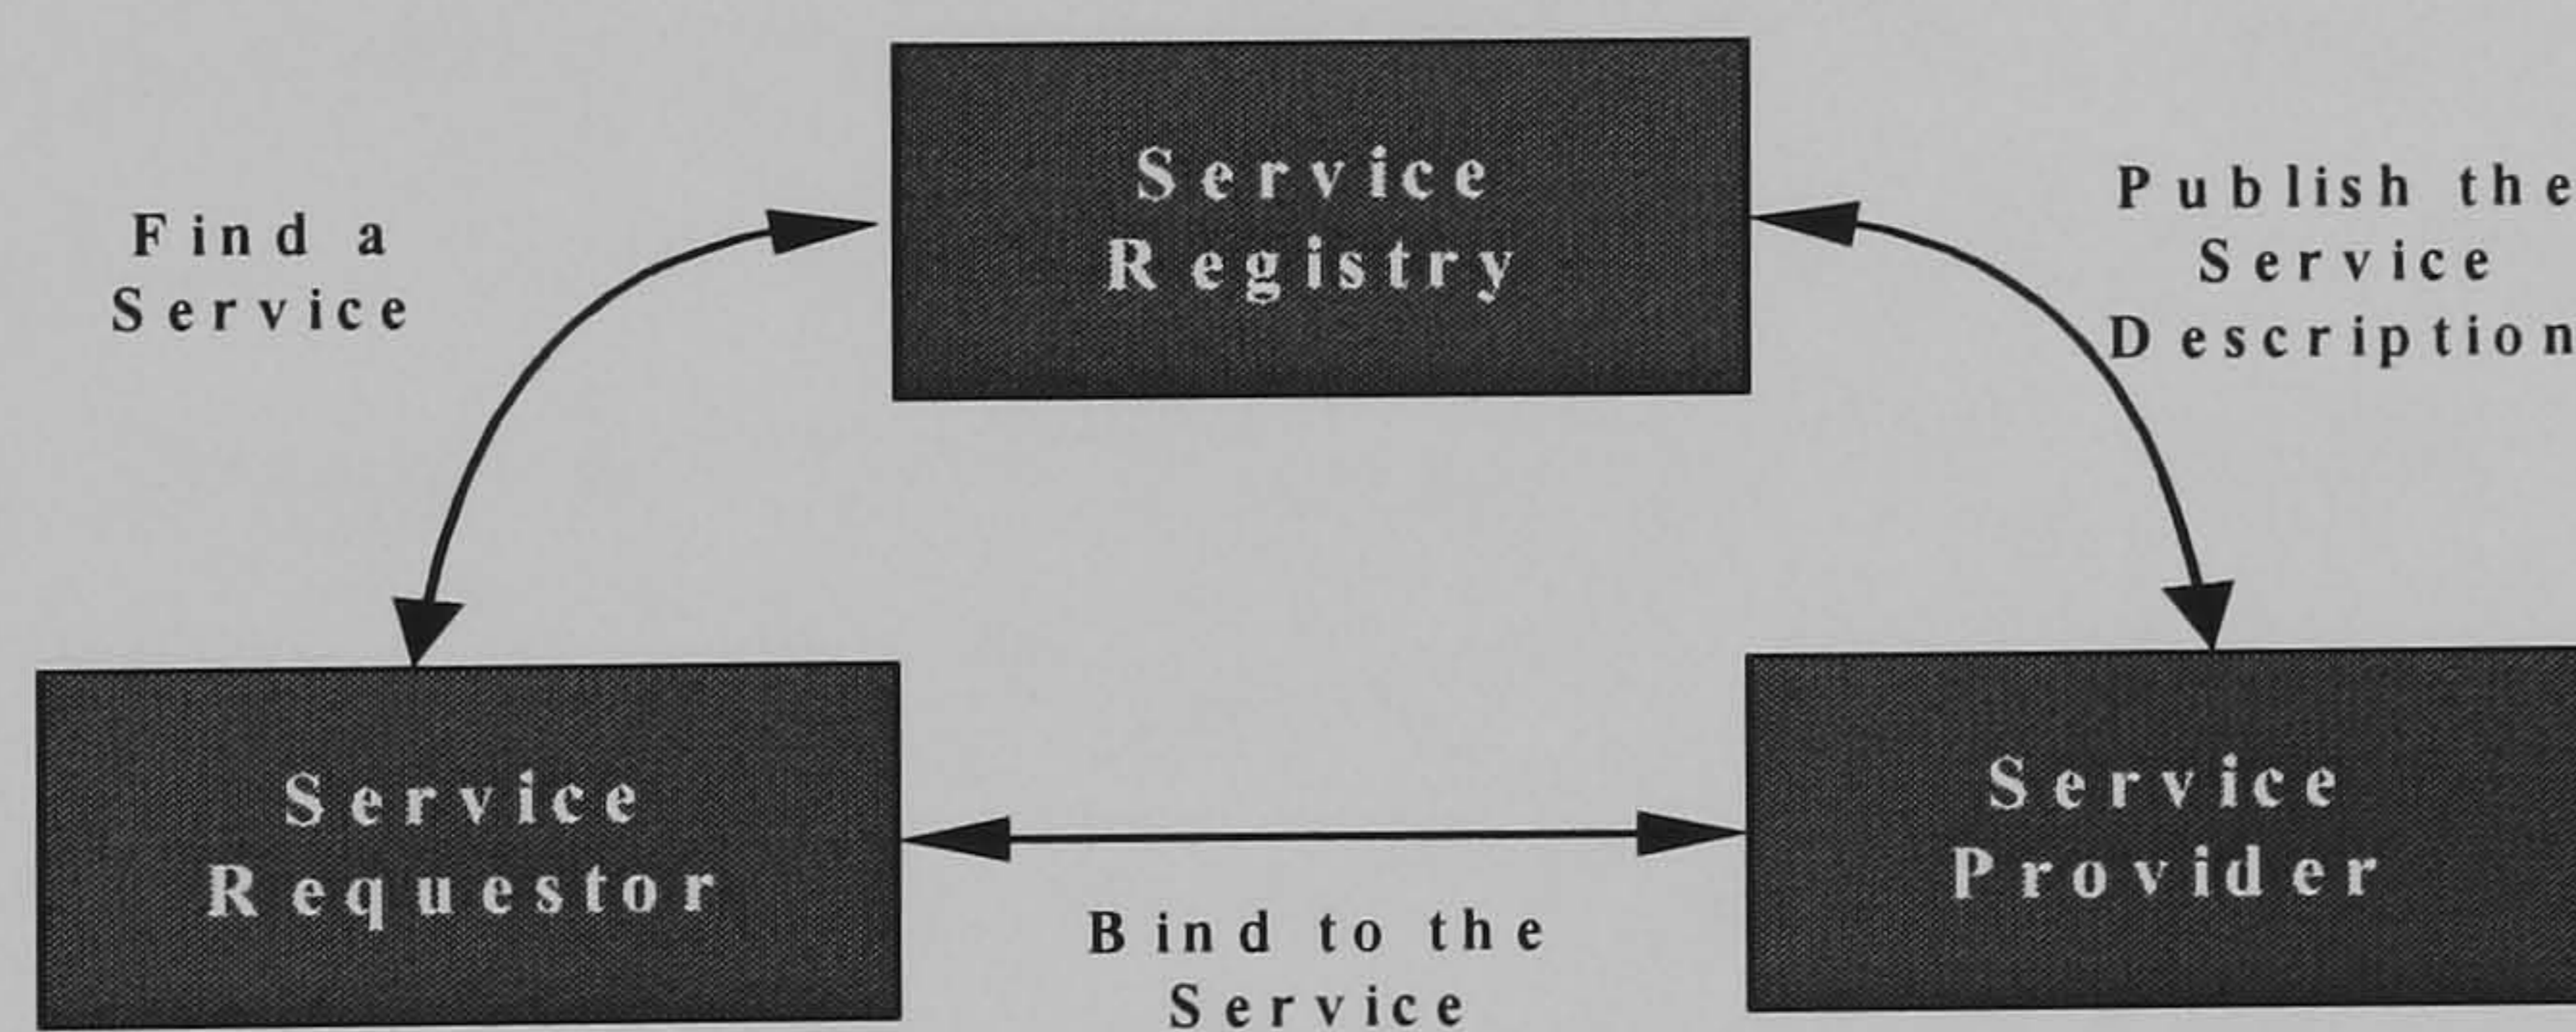 Service
Registry
Find a
Service
Publish the
Service
Description
Service
Requestor
Service
Provider
Bind to the
Service